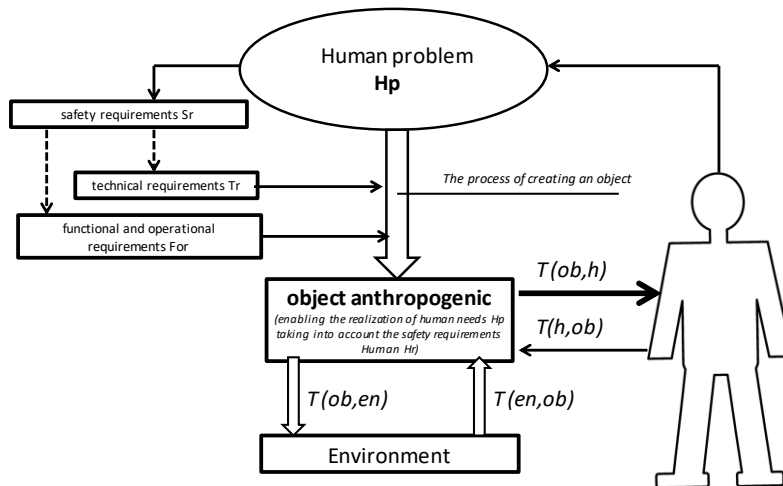 Human problem
Hp
safety requirements Sr
technical requirements Tr
The process of creating an object
functional and operational
requirements For
object anthropogenic
(enabling the realization of human needs Hp
taking into account the safety requirements
Human Hr)
T(ob,h)
T(h,ob)
T(ob,en)
T(en,ob)
Environment